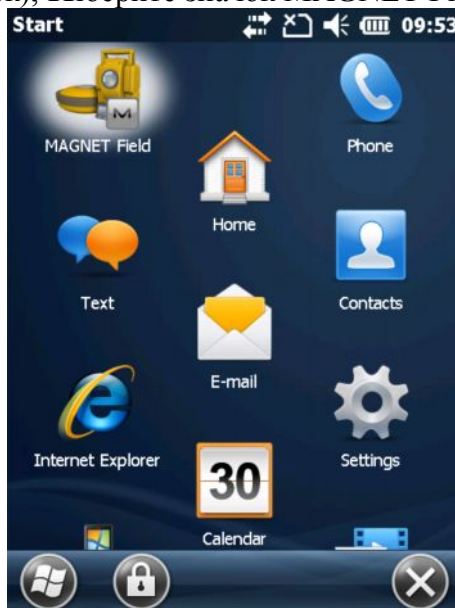 Start 09:53
MAGNET Field
Phone
Home
Text
Contacts
E-mail
Internet Explorer
Settings
30
Calendar